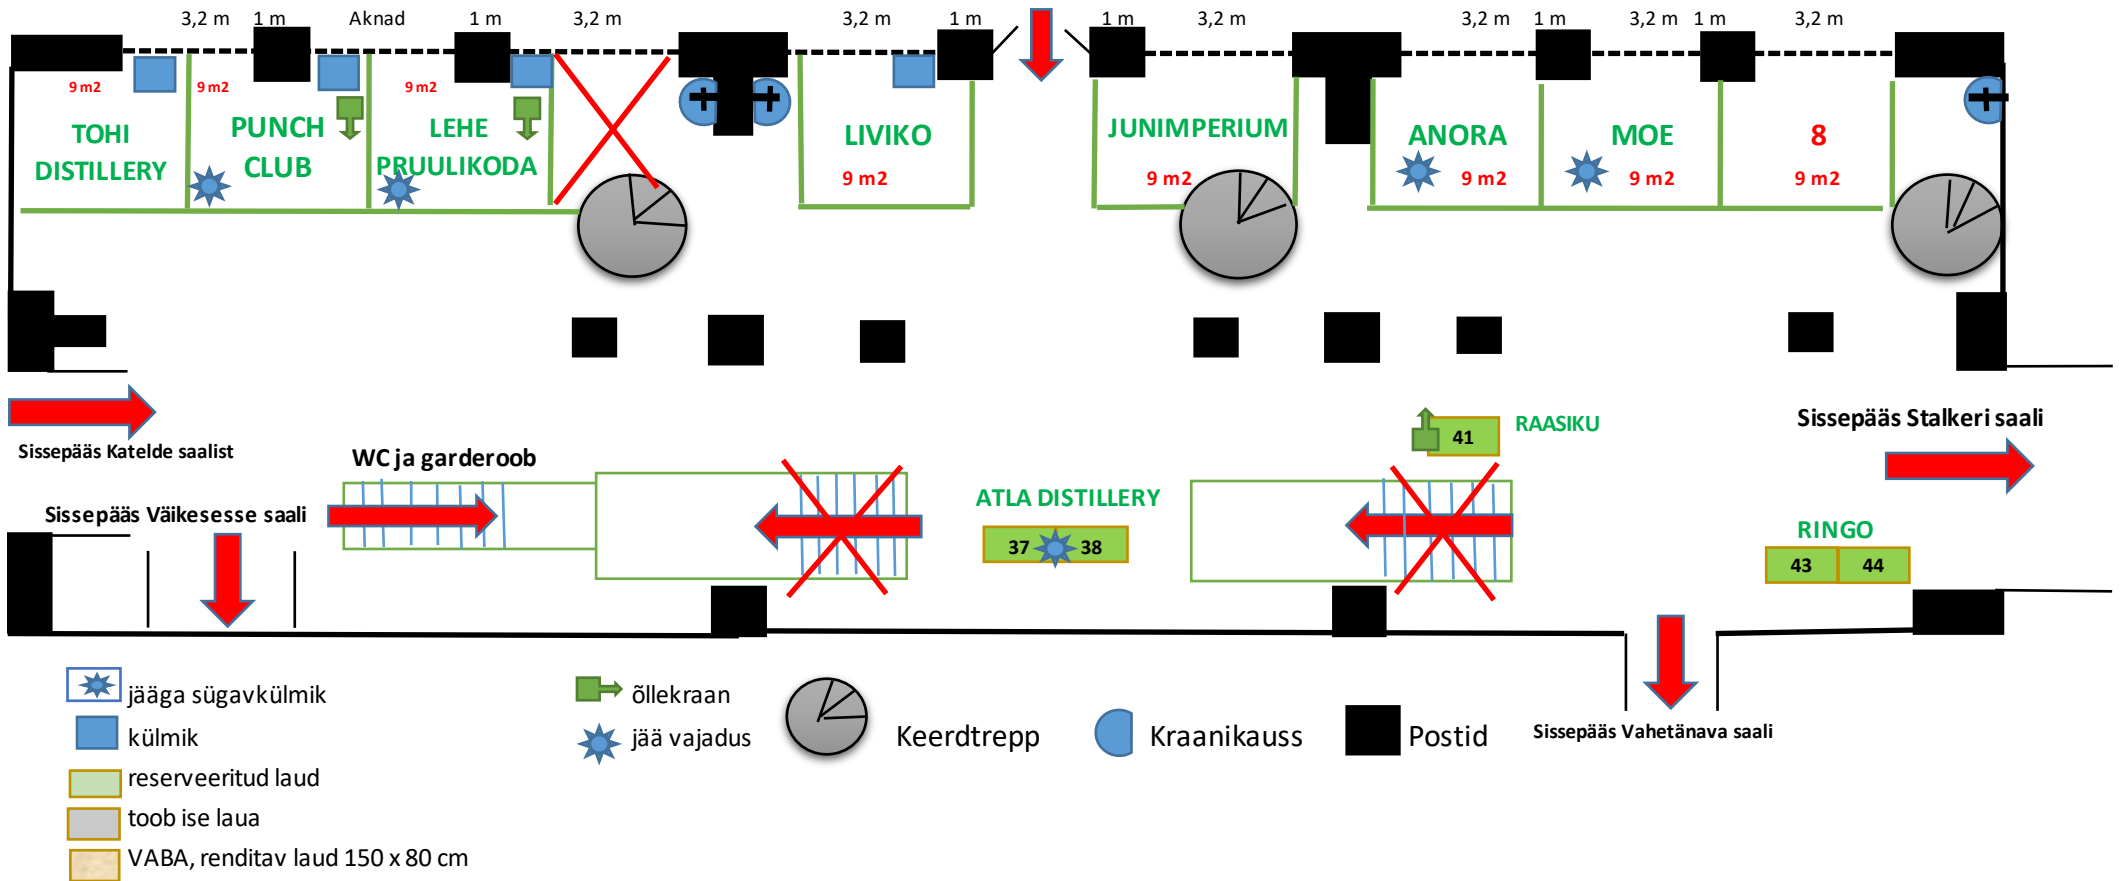 3,2 m 1 m Aknad 1 m 3,2 m 3,2 m 1 m 1 m 3,2 m 3,2 m 1 m 3,2 m 1 m 3,2 m
9 m2 9 m2 9 m2
TOHI
DISTILLERY
PUNCH
CLUB
LEHE
PRUULIKODA
LIVIKO
9 m2
JUNIMPERIUM
9 m2
ANORA
9 m2
MOE
9 m2
8
9 m2
Sissepääs Katelde saalist
41 RAASIKU
Sissepääs Stalkeri saali
WC ja garderoob
Sissepääs Väikesesse saali
ATLA DISTILLERY
37 38
RINGO
43 44
jääga sügavkülmik
külmik
reserveeritud laud
toob ise laua
VABA, renditav laud 150 x 80 cm
õllekraan
jää vajadus
Keerdtrepp
Kraanikauss
Postid
Sissepääs Vahetänava saali